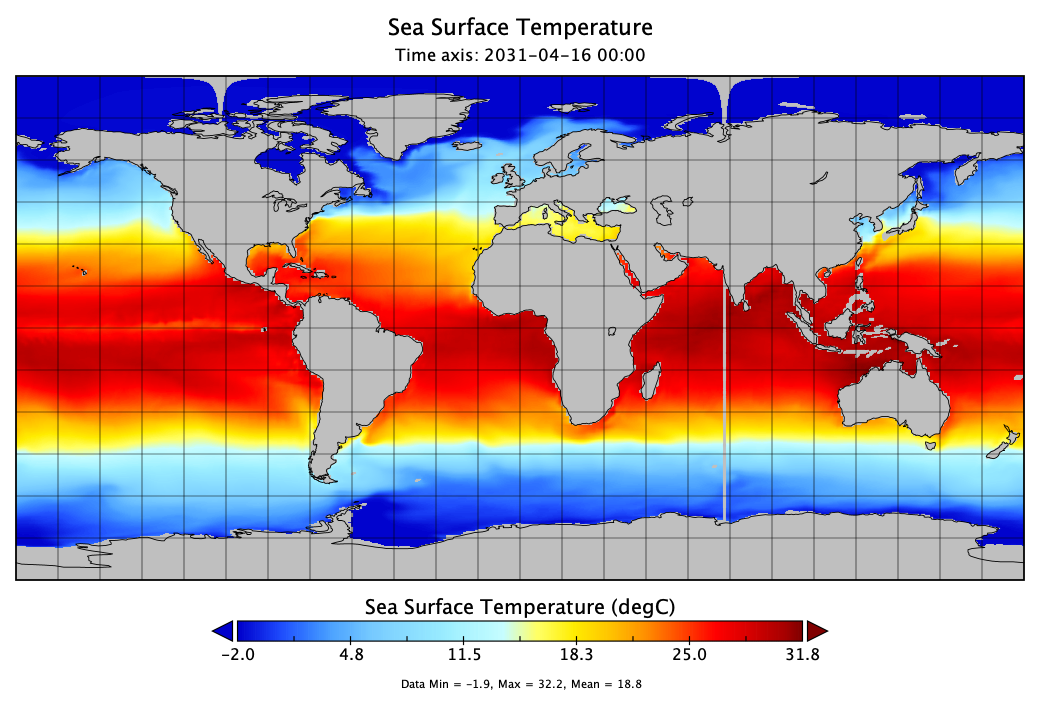 Sea Surface Temperature
Time axis: 2031-04-16 00:00
Sea Surface Temperature (degC)
−2.0 4.8 11.5 18.3 25.0 31.8
Data Min = -1.9, Max = 32.2, Mean = 18.8